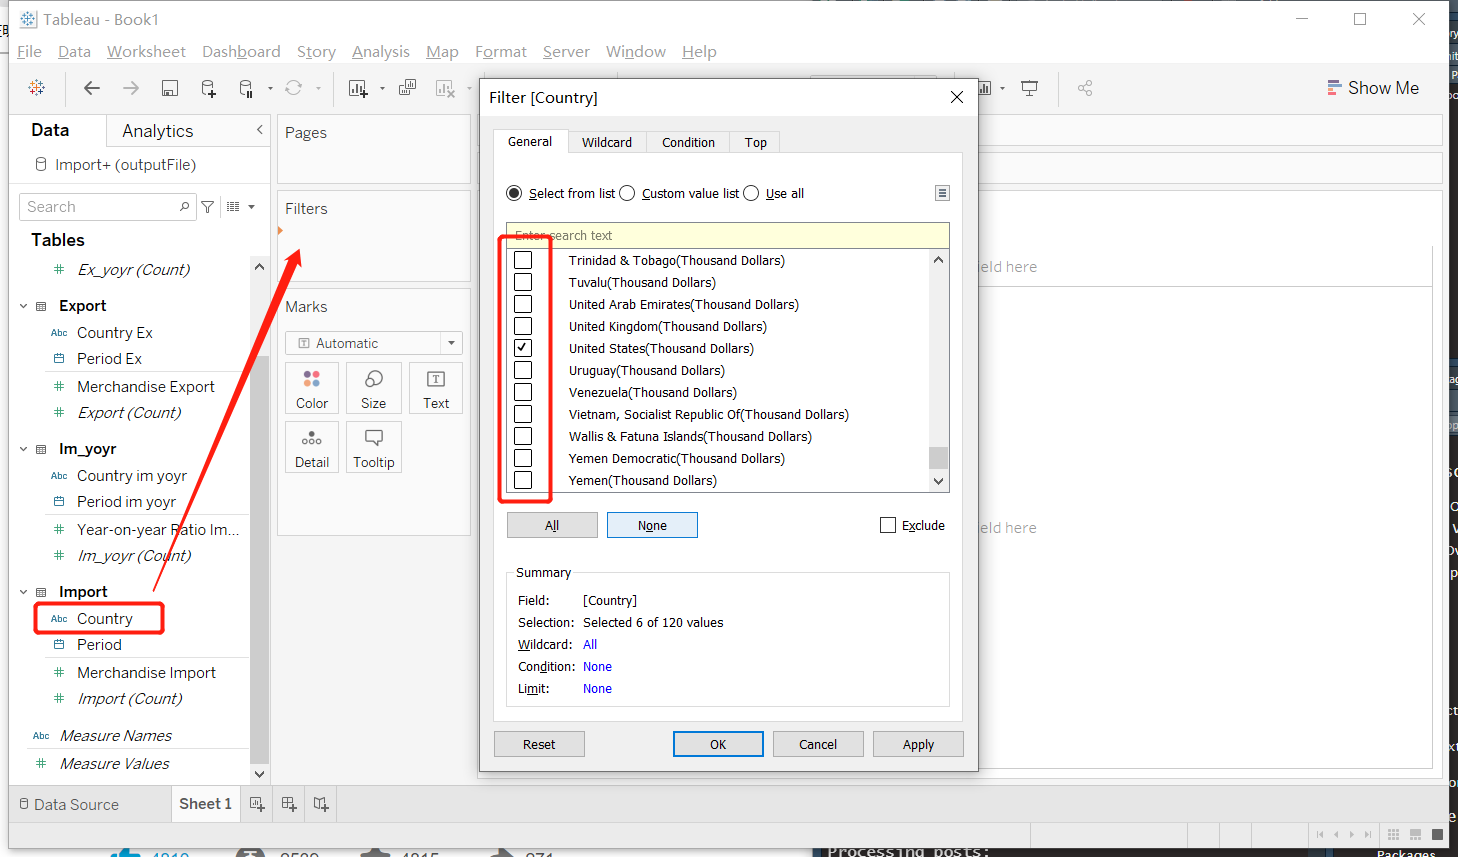 Tableau - Book1
File Data Worksheet Dashboard Story Analysis Map Format Server Window Help
Show Me
Data Analytics
Import+ (outputFile)
Search
Tables
Ex_yoyr (Count)
Export
Abc Country Ex
Period Ex
Merchandise Export
Export (Count)
Im_yoyr
Abc Country im yoyr
Period im yoyr
Year-on-year Ratio Im...
Im_yoyr (Count)
Import
Abc Country
Period
Merchandise Import
Import (Count)
Abc Measure Names
Measure Values
Pages
Filters
Marks
Automatic
Color Size Text
Detail Tooltip
Filter [Country]
General Wildcard Condition Top
Select from list Custom value list Use all
Enter search text
Trinidad & Tobago(Thousand Dollars)
Tuvalu(Thousand Dollars)
United Arab Emirates(Thousand Dollars)
United Kingdom(Thousand Dollars)
United States(Thousand Dollars)
Uruguay(Thousand Dollars)
Venezuela(Thousand Dollars)
Vietnam, Socialist Republic Of(Thousand Dollars)
Wallis & Fatuna Islands(Thousand Dollars)
Yemen Democratic(Thousand Dollars)
Yemen(Thousand Dollars)
All None Exclude
Summary
Field: [Country]
Selection: Selected 6 of 120 values
Wildcard: All
Condition: None
Limit: None
Reset OK Cancel Apply
ield here
ield here
Data Source Sheet 1
Processing posts:
Packages